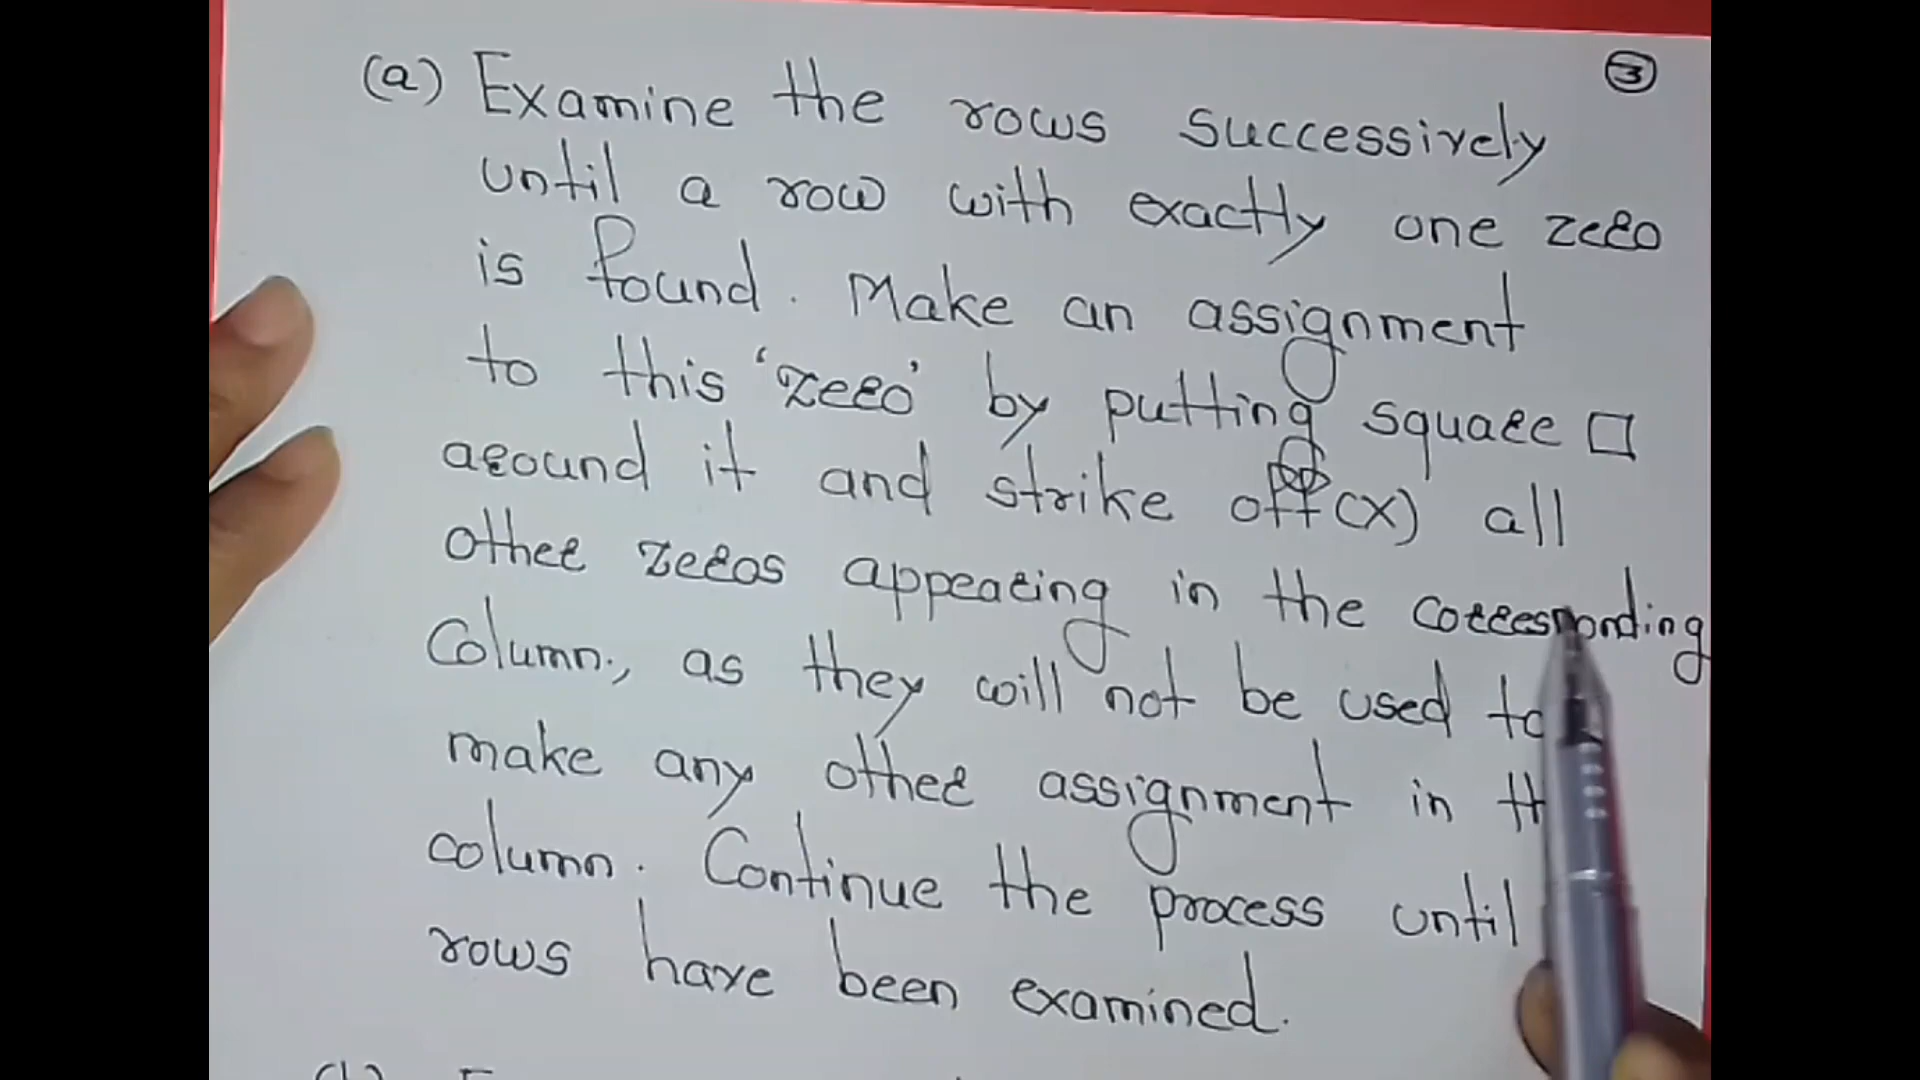 ③
(a) Examine the rows successively
until a row with exactly one zero
is found. Make an assignment
to this 'zero' by putting square □
around it and strike off (x) all
other zeros appearing in the corresponding
Column., as they will not be used to
make any other assignment in
column. Continue the process until
rows have been examined.